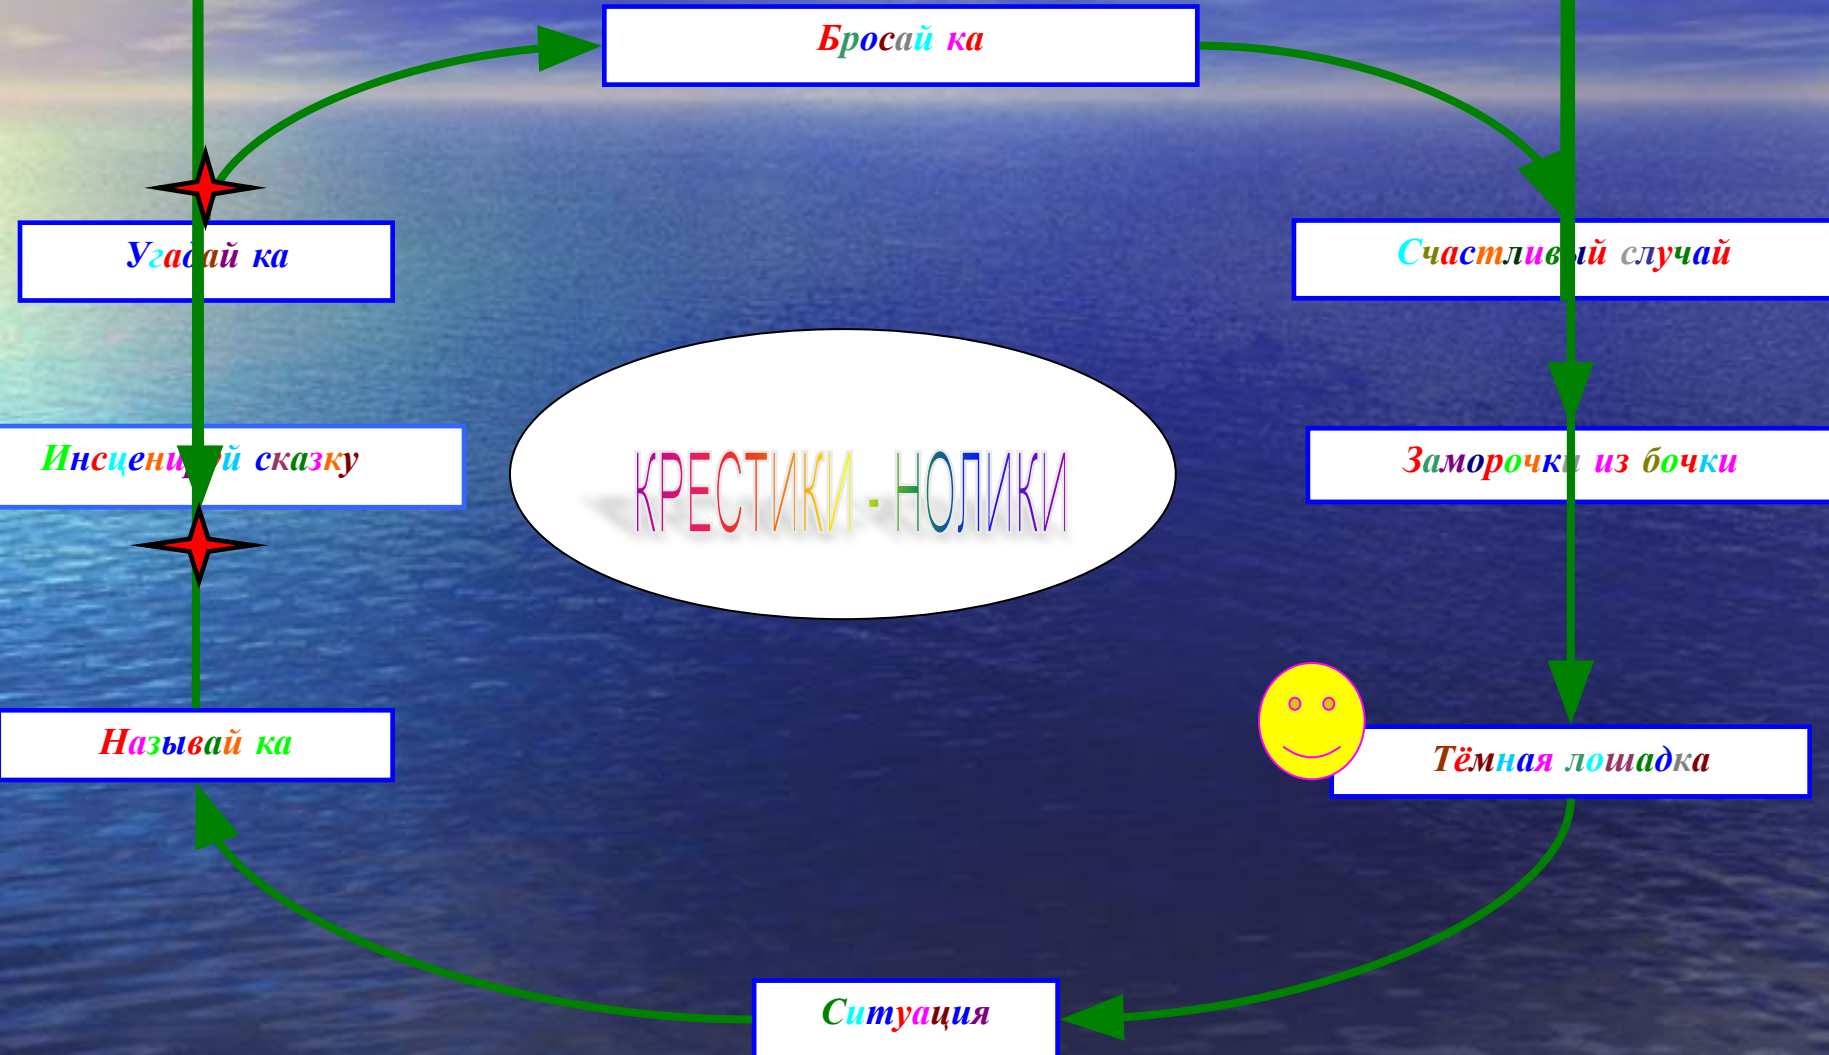 Бросай ка
Угадай ка
Счастливый случай
Инсценируй сказку
КРЕСТИКИ - НОЛИКИ
Заморочки из бочки
Называй ка
Тёмная лошадка
Ситуация